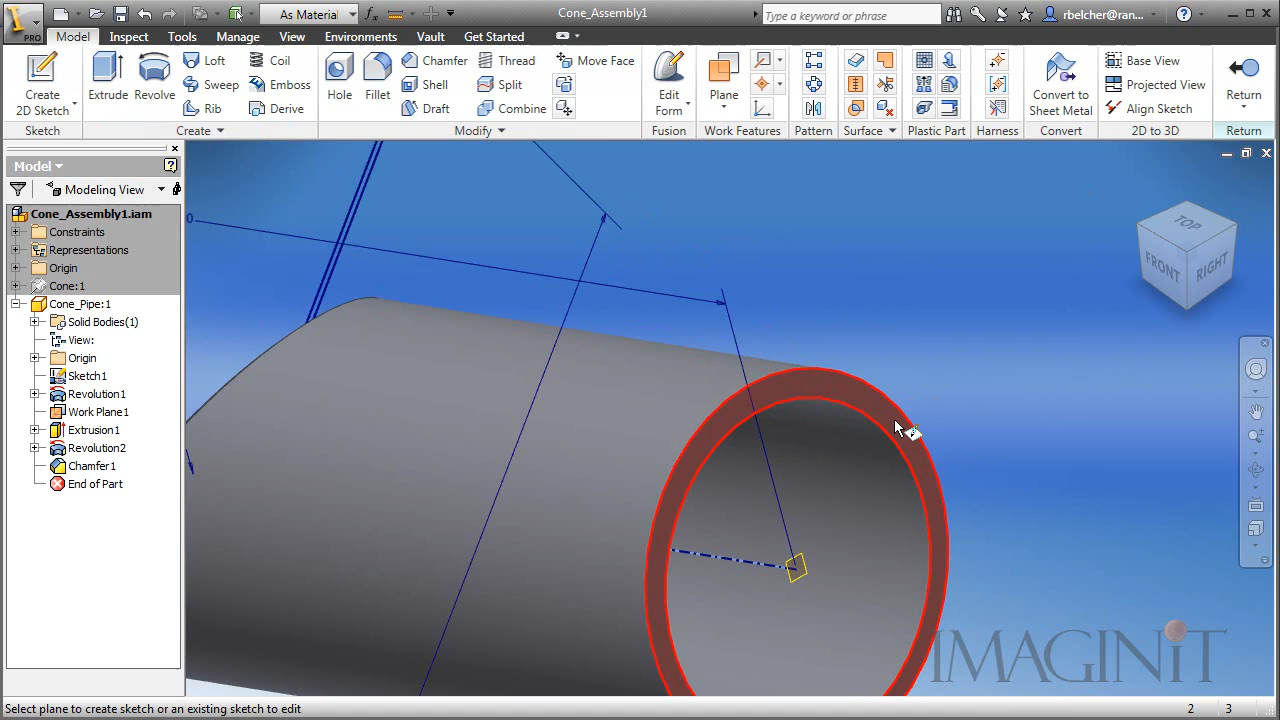 PRO
As Material
Cone_Assembly1
Type a keyword or phrase
rbelcher@ran...
Model Inspect Tools Manage View Environments Vault Get Started
Create 2D Sketch
Extrude Revolve
Loft
Coil
Sweep
Emboss
Rib
Derive
Hole Fillet
Chamfer
Thread
Move Face
Shell
Split
Draft
Combine
Edit Form
Plane
Convert to Sheet Metal
Base View
Projected View
Align Sketch
Return
Sketch Create Modify Fusion Work Features Pattern Surface Plastic Part Harness Convert 2D to 3D Return
Model
Modeling View
Cone_Assembly1.iam
Constraints
Representations
Origin
Cone:1
Cone_Pipe:1
Solid Bodies(1)
View:
Origin
Sketch1
Revolution1
Work Plane1
Extrusion1
Revolution2
Chamfer1
End of Part
0
TOP
FRONT RIGHT
IMAGINiT
Select plane to create sketch or an existing sketch to edit
2 3